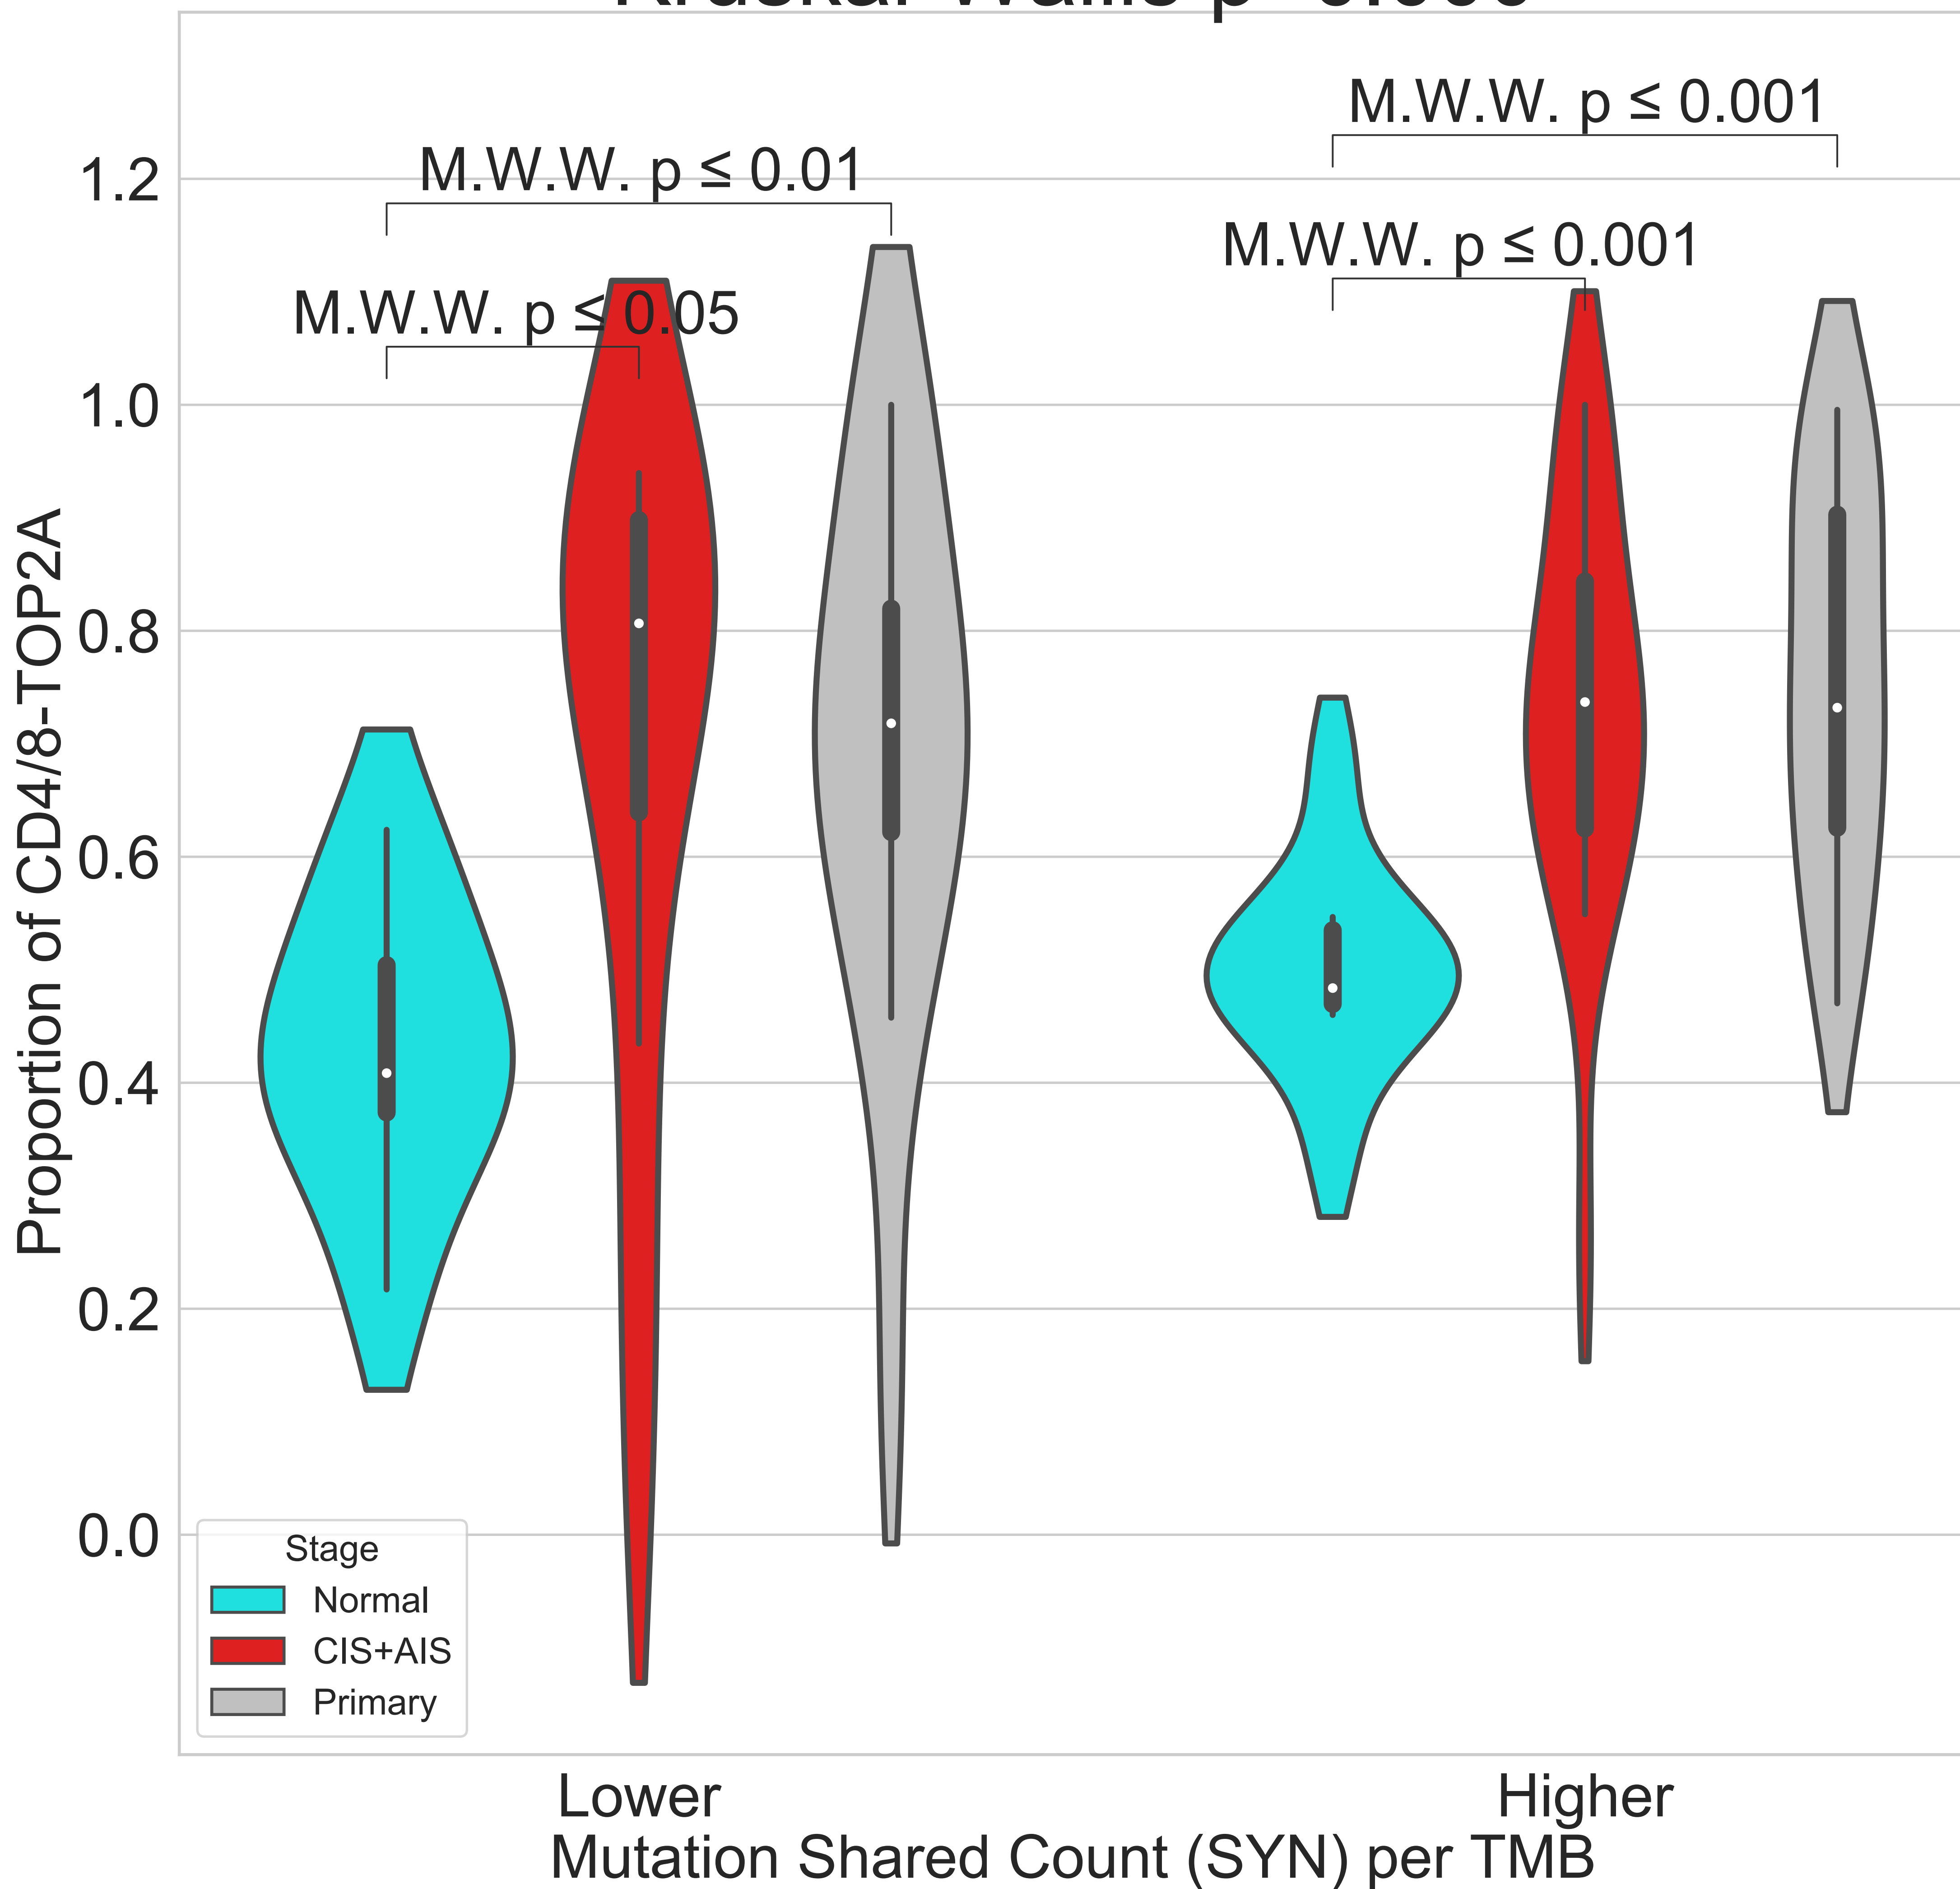 M.W.W. p ≤ 0.001
M.W.W. p ≤ 0.01
M.W.W. p ≤ 0.001
M.W.W. p ≤ 0.05
Proportion of CD4/8-TOP2A
1.2
1.0
0.8
0.6
0.4
0.2
0.0
Stage
Normal
CIS+AIS
Primary
Lower
Higher
Mutation Shared Count (SYN) per TMB